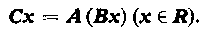 Cx = A (Bx) (x ∈ R).